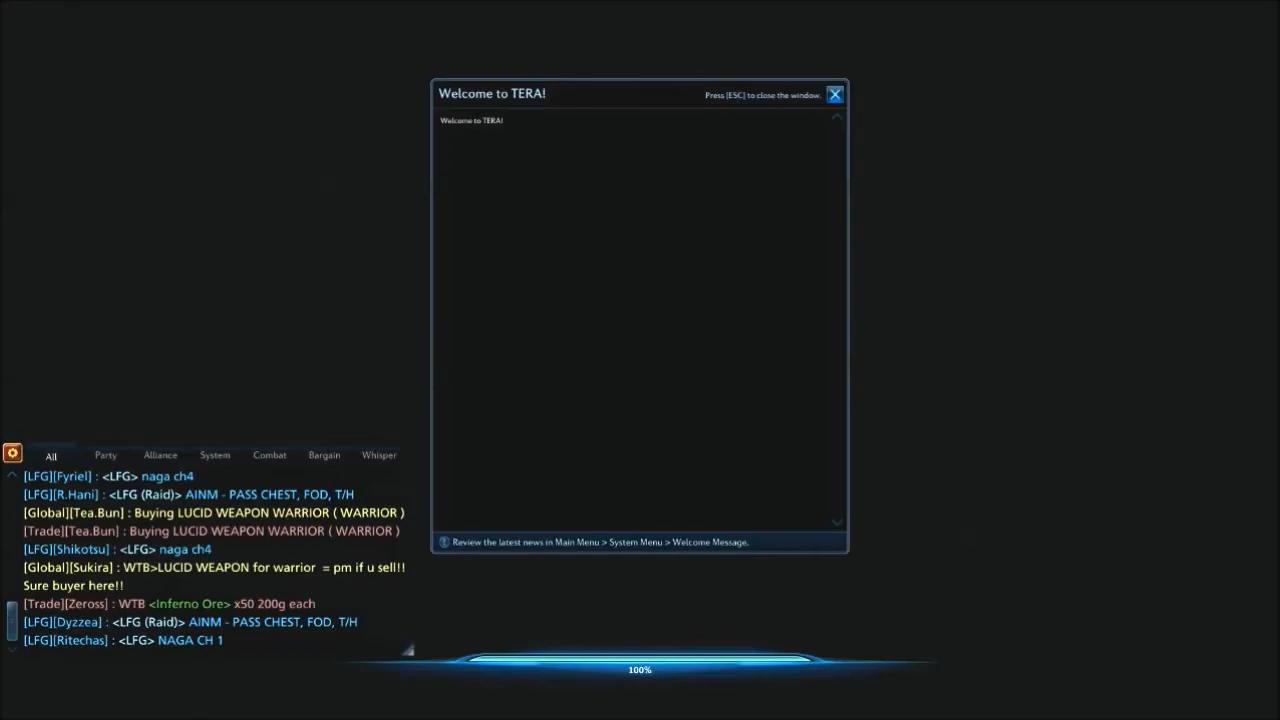 Welcome to TERA!
Press [ESC] to close the window.
Welcome to TERA!
Review the latest news in Main Menu > System Menu > Welcome Message.
All Party Alliance System Combat Bargain Whisper
[LFG][Fyriel] : <LFG> naga ch4
[LFG][R.Hani] : <LFG (Raid)> AINM - PASS CHEST, FOD, T/H
[Global][Tea.Bun] : Buying LUCID WEAPON WARRIOR ( WARRIOR )
[Trade][Tea.Bun] : Buying LUCID WEAPON WARRIOR ( WARRIOR )
[LFG][Shikotsu] : <LFG> naga ch4
[Global][Sukira] : WTB>LUCID WEAPON for warrior = pm if u sell!!
Sure buyer here!!
[Trade][Zeross] : WTB <Inferno Ore> x50 200g each
[LFG][Dyzzea] : <LFG (Raid)> AINM - PASS CHEST, FOD, T/H
[LFG][Ritechas] : <LFG> NAGA CH 1
100%